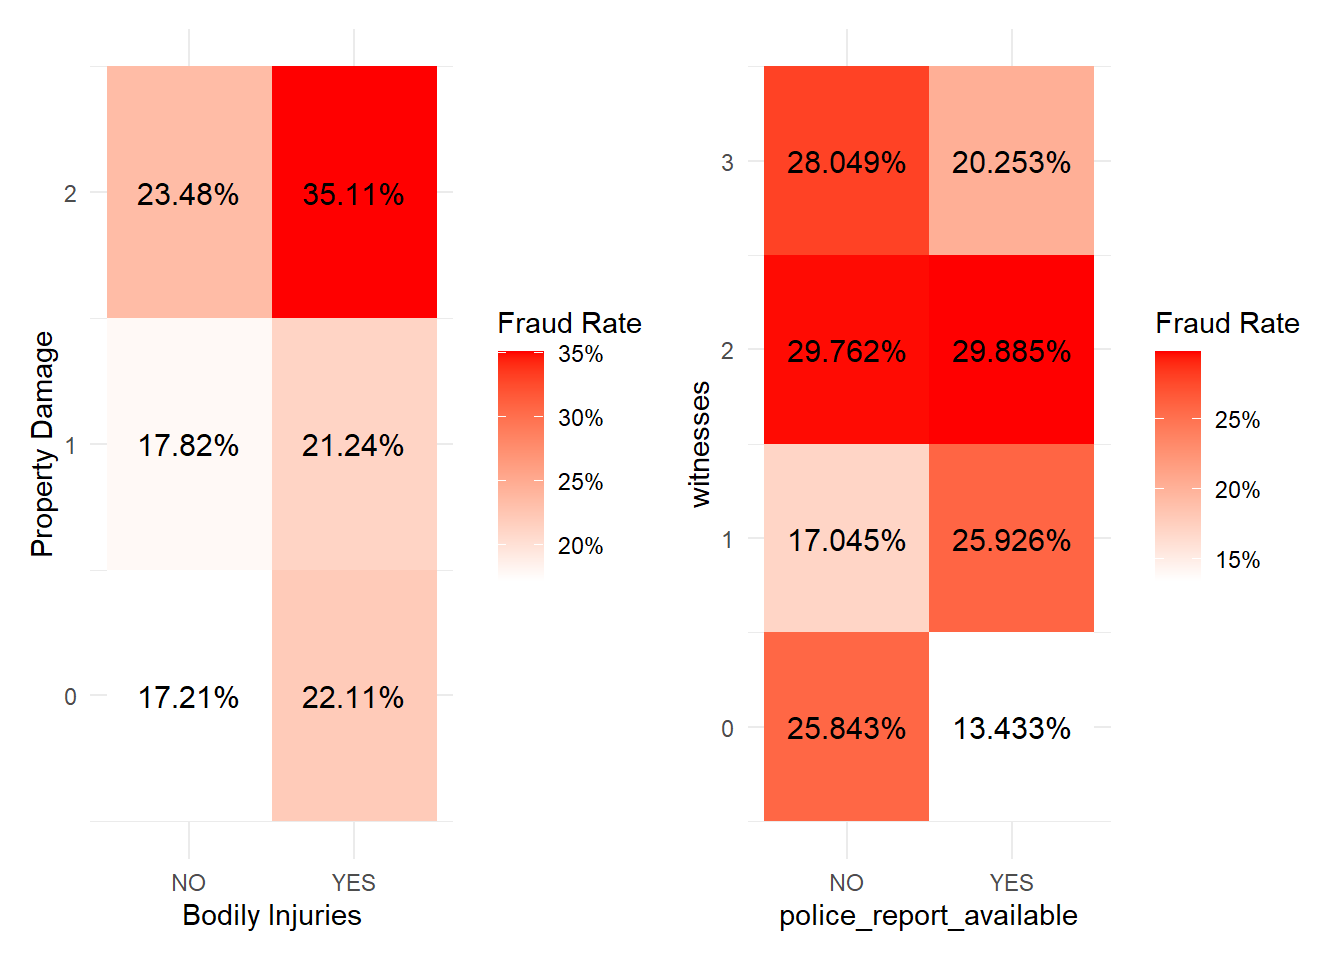 2
23.48%
35.11%
1
17.82%
21.24%
0
17.21%
22.11%
NO
YES
Bodily Injuries
Property Damage
Fraud Rate
35%
30%
25%
20%
3
28.049%
20.253%
2
29.762%
29.885%
1
17.045%
25.926%
0
25.843%
13.433%
NO
YES
police_report_available
witnesses
Fraud Rate
25%
20%
15%